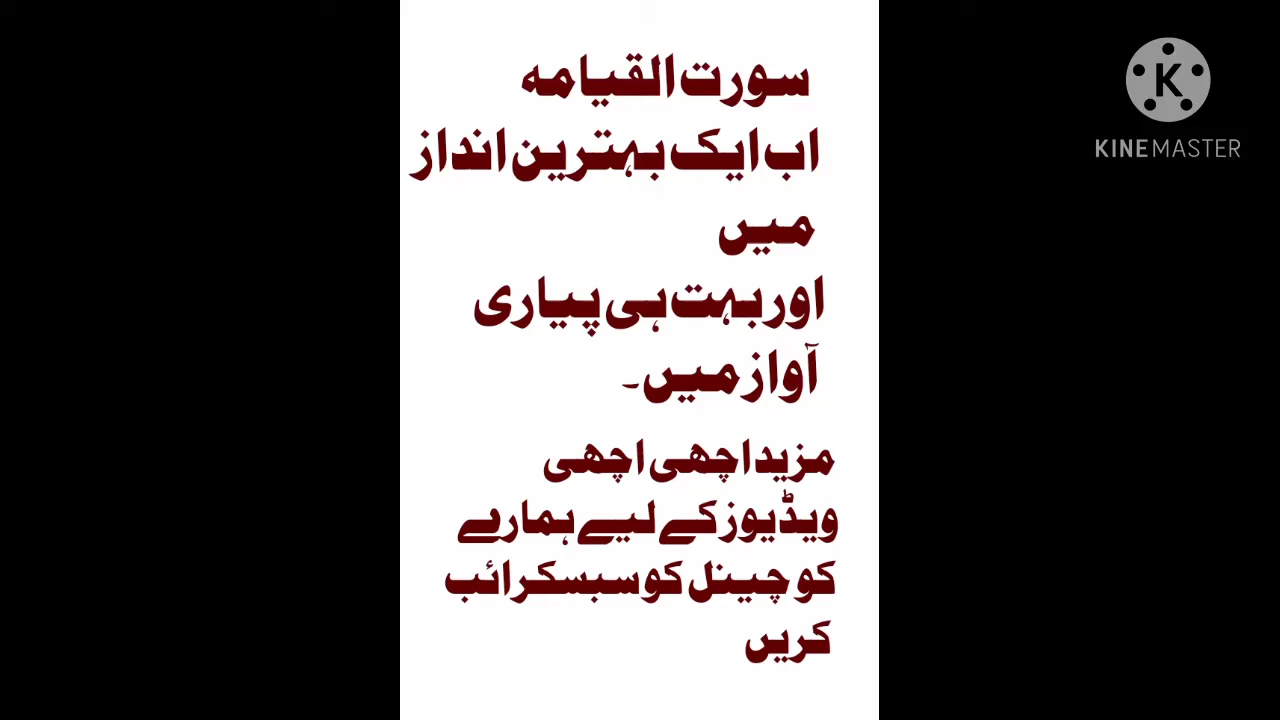 سورت القیامہ
اب ایک بہترین انداز
میں
اور بہت ہی پیاری
آواز میں۔
مزید اچھی اچھی
ویڈیوز کے لیے ہمارے
کو چینل کو سبسکرائب
کریں
K
KINEMASTER